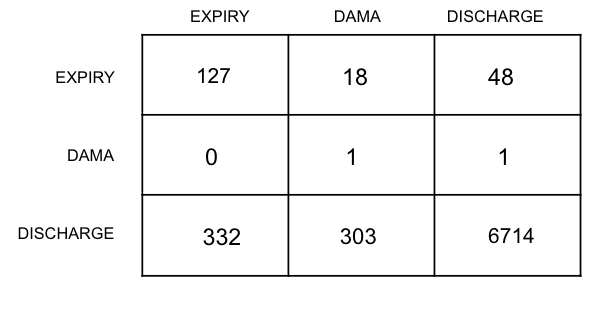 EXPIRY DAMA DISCHARGE
EXPIRY 127 18 48
DAMA 0 1 1
DISCHARGE 332 303 6714